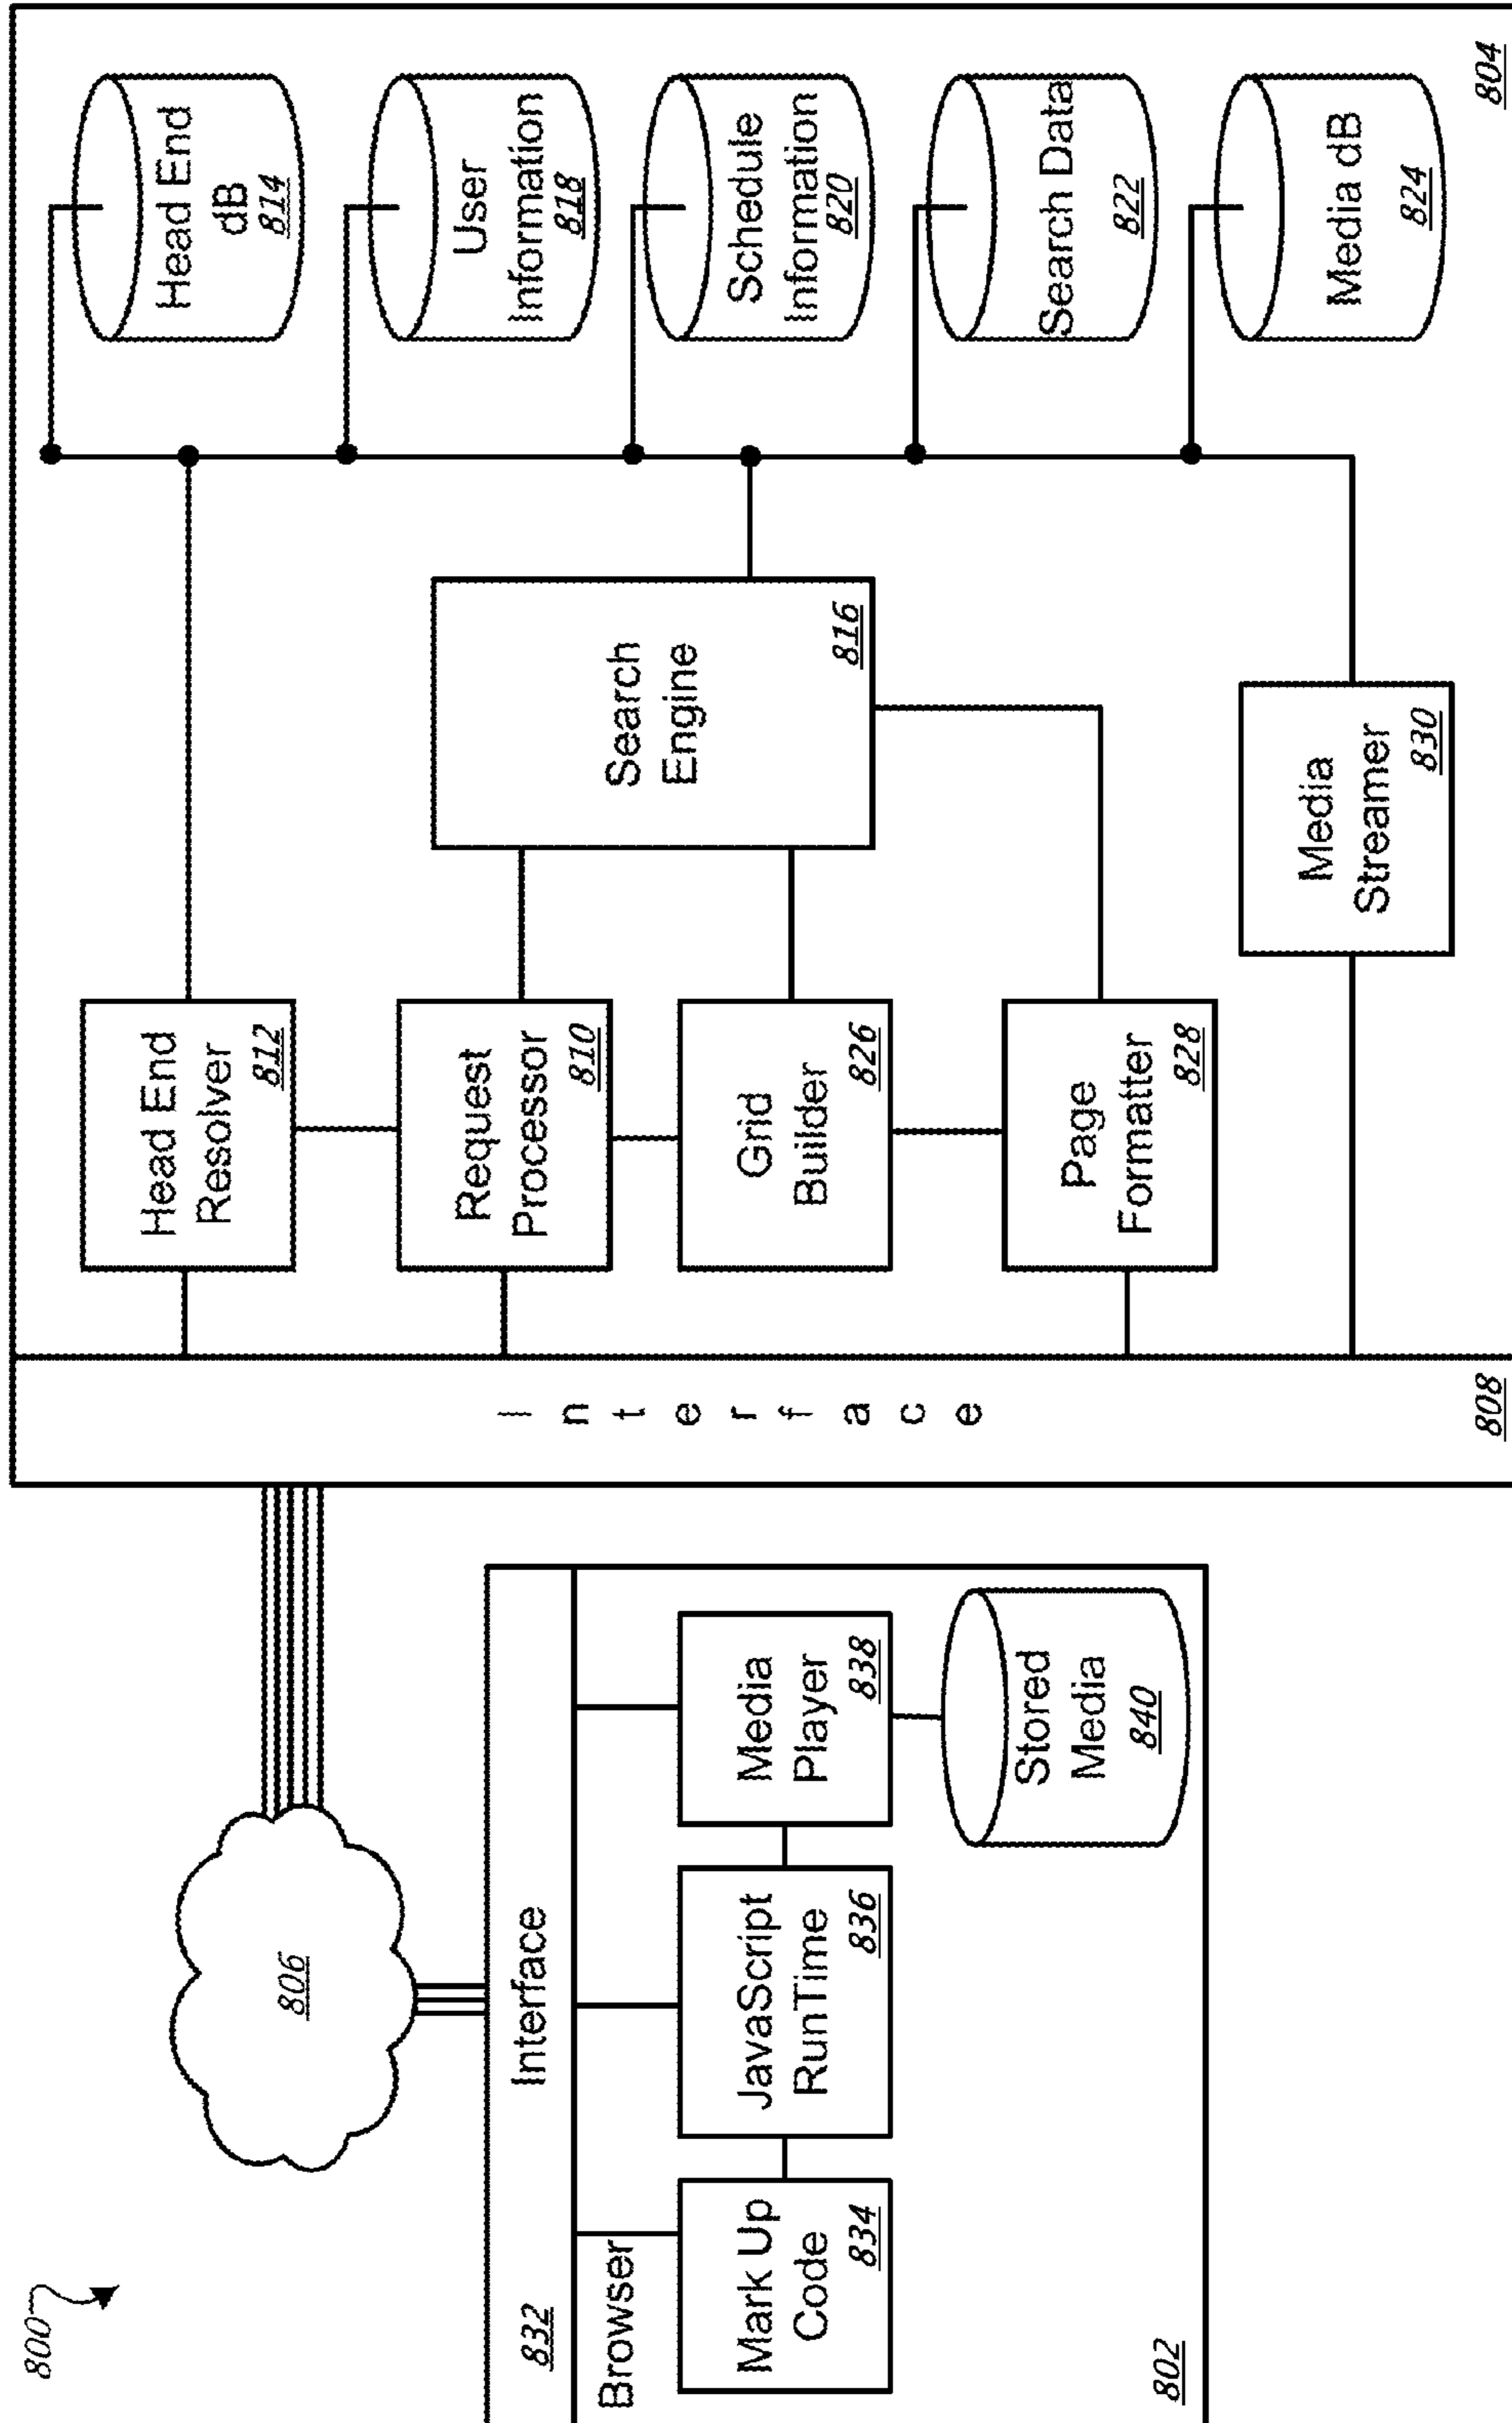 800
806
Interface
832
Browser
Mark Up
Code
834
JavaScript
RunTime
836
Media
Player
838
Stored
Media
840
802
Interface
808
Head End
Resolver
812
Request
Processor
810
Grid
Builder
826
Page
Formatter
828
Search
Engine
816
Media
Streamer
830
Head End
dB
814
User
Information
818
Schedule
Information
820
Search Data
822
Media dB
824
804